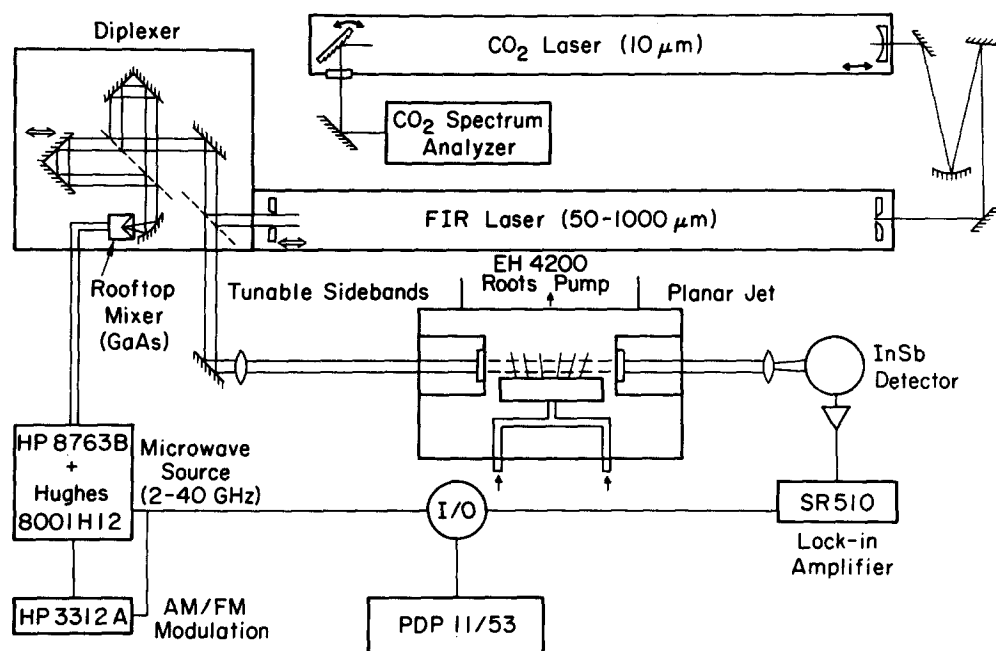 Diplexer
CO2 Laser (10 μm)
CO2 Spectrum
Analyzer
FIR Laser (50-1000 μm)
EH 4200
Roots Pump
Tunable Sidebands
Planar Jet
Rooftop
Mixer
(GaAs)
InSb
Detector
HP 8763B
+
Hughes
8001H12
Microwave
Source
(2-40 GHz)
I/O
SR510
Lock-in
Amplifier
HP 3312A
AM/FM
Modulation
PDP 11/53